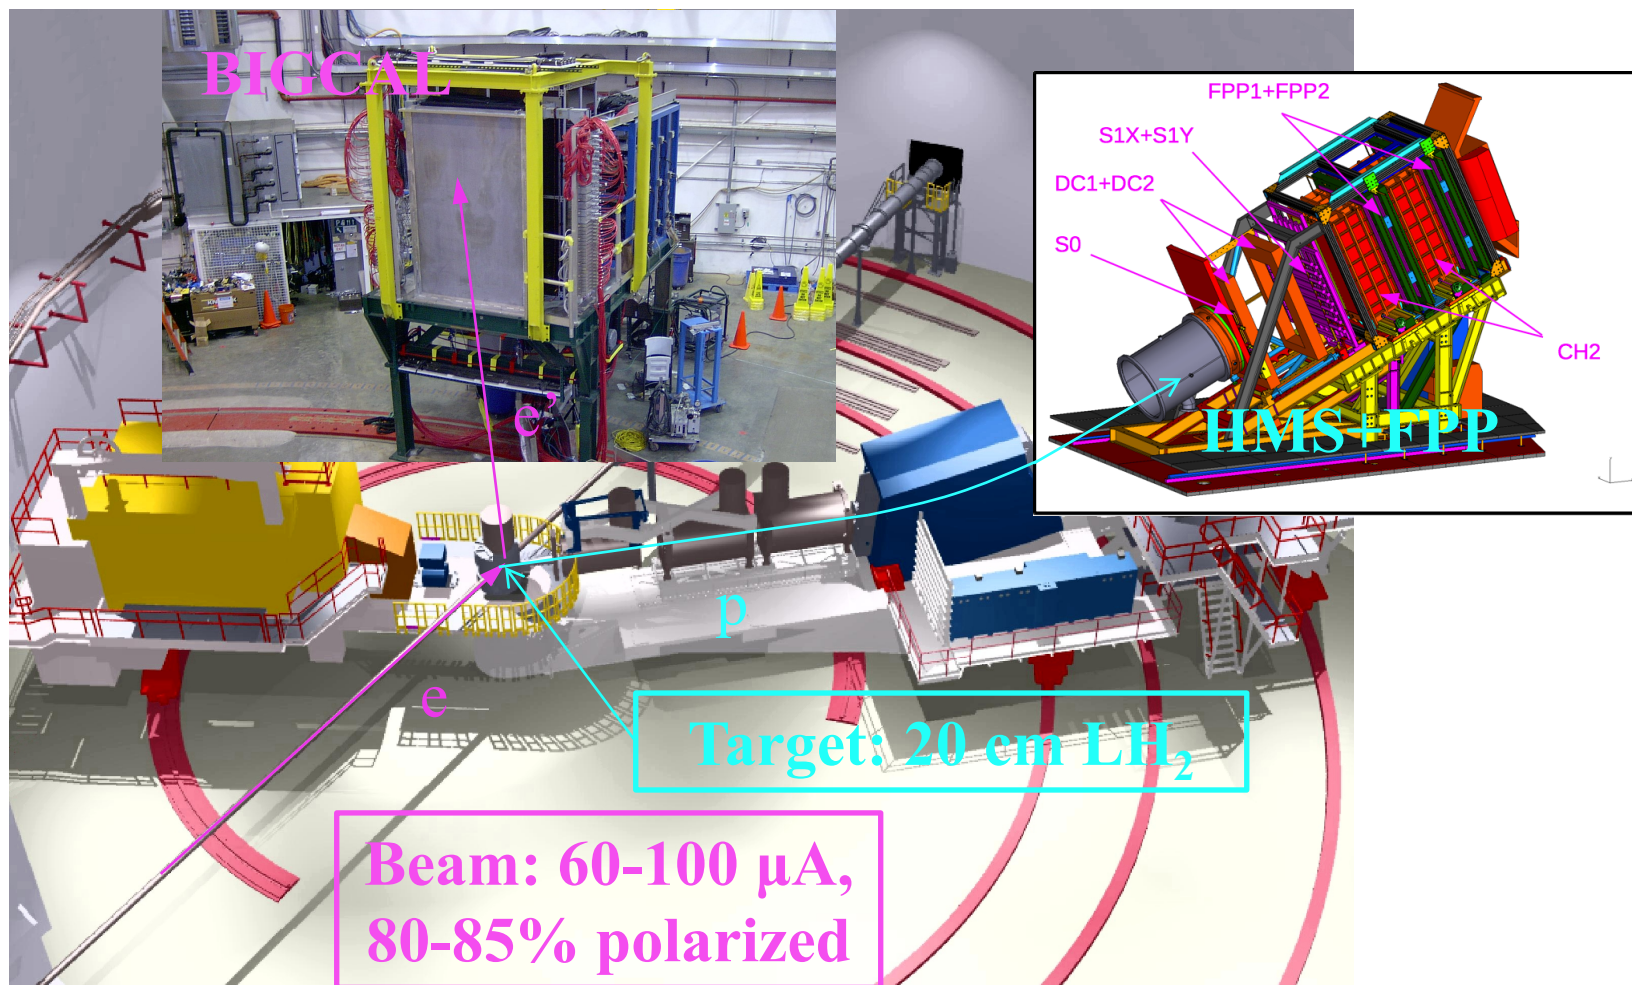 BIGCAL
FPP1+FPP2
S1X+S1Y
DC1+DC2
S0
CH2
HMS+FPP
e’
p
e
Target: 20 cm LH₂
Beam: 60-100 μA,
80-85% polarized